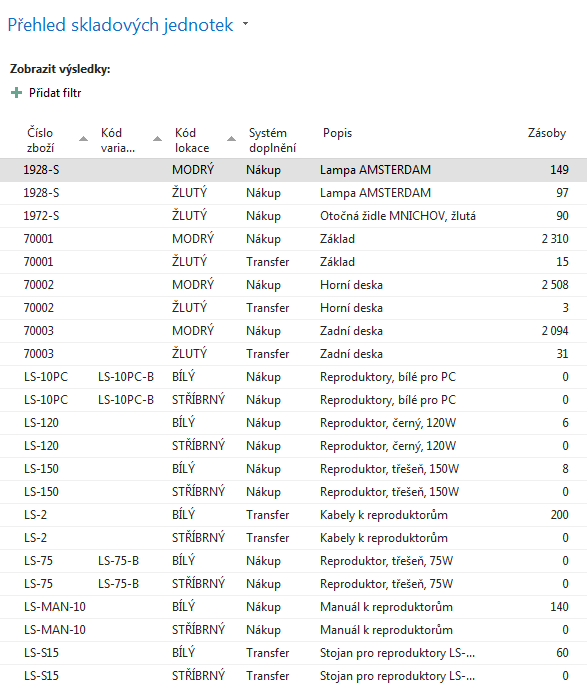 Přehled skladových jednotek
Zobrazit výsledky:
Přidat filtr
Číslo zboží Kód varia... Kód lokace Systém doplnění Popis Zásoby
1928-S MODRÝ Nákup Lampa AMSTERDAM 149
1928-S ŽLUTÝ Nákup Lampa AMSTERDAM 97
1972-S ŽLUTÝ Nákup Otočná židle MNICHOV, žlutá 90
70001 MODRÝ Nákup Základ 2 310
70001 ŽLUTÝ Transfer Základ 15
70002 MODRÝ Nákup Horní deska 2 508
70002 ŽLUTÝ Transfer Horní deska 3
70003 MODRÝ Nákup Zadní deska 2 094
70003 ŽLUTÝ Transfer Zadní deska 31
LS-10PC LS-10PC-B BÍLÝ Nákup Reproduktory, bílé pro PC 0
LS-10PC LS-10PC-B STŘÍBRNÝ Nákup Reproduktory, bílé pro PC 0
LS-120 BÍLÝ Nákup Reproduktor, černý, 120W 6
LS-120 STŘÍBRNÝ Nákup Reproduktor, černý, 120W 0
LS-150 BÍLÝ Nákup Reproduktor, třešeň, 150W 8
LS-150 STŘÍBRNÝ Nákup Reproduktor, třešeň, 150W 0
LS-2 BÍLÝ Transfer Kabely k reproduktorům 200
LS-2 STŘÍBRNÝ Transfer Kabely k reproduktorům 0
LS-75 LS-75-B BÍLÝ Nákup Reproduktor, třešeň, 75W 0
LS-75 LS-75-B STŘÍBRNÝ Nákup Reproduktor, třešeň, 75W 0
LS-MAN-10 BÍLÝ Nákup Manuál k reproduktorům 140
LS-MAN-10 STŘÍBRNÝ Nákup Manuál k reproduktorům 0
LS-S15 BÍLÝ Transfer Stojan pro reproduktory LS-... 60
LS-S15 STŘÍBRNÝ Transfer Stojan pro reproduktory LS-... 0